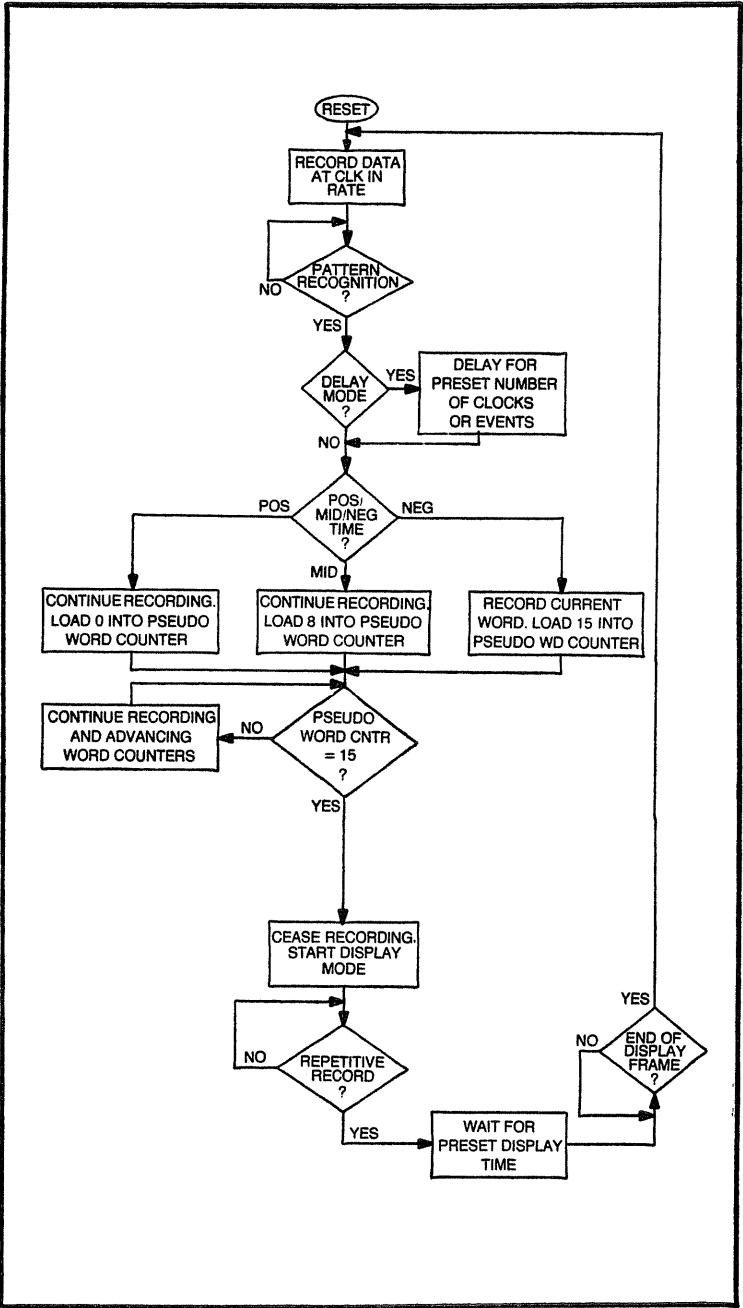 RESET
RECORD DATA
AT CLK IN
RATE
PATTERN
RECOGNITION
?
NO
YES
DELAY
MODE
?
YES
DELAY FOR
PRESET NUMBER
OF CLOCKS
OR EVENTS
NO
POS/
MID/NEG
TIME
?
POS
NEG
MID
CONTINUE RECORDING.
LOAD 0 INTO PSEUDO
WORD COUNTER
CONTINUE RECORDING.
LOAD 8 INTO PSEUDO
WORD COUNTER
RECORD CURRENT
WORD. LOAD 15 INTO
PSEUDO WD COUNTER
CONTINUE RECORDING
AND ADVANCING
WORD COUNTERS
NO
PSEUDO
WORD CNTR
= 15
?
YES
CEASE RECORDING.
START DISPLAY
MODE
NO
REPETITIVE
RECORD
?
YES
WAIT FOR
PRESET DISPLAY
TIME
YES
NO
END OF
DISPLAY
FRAME
?